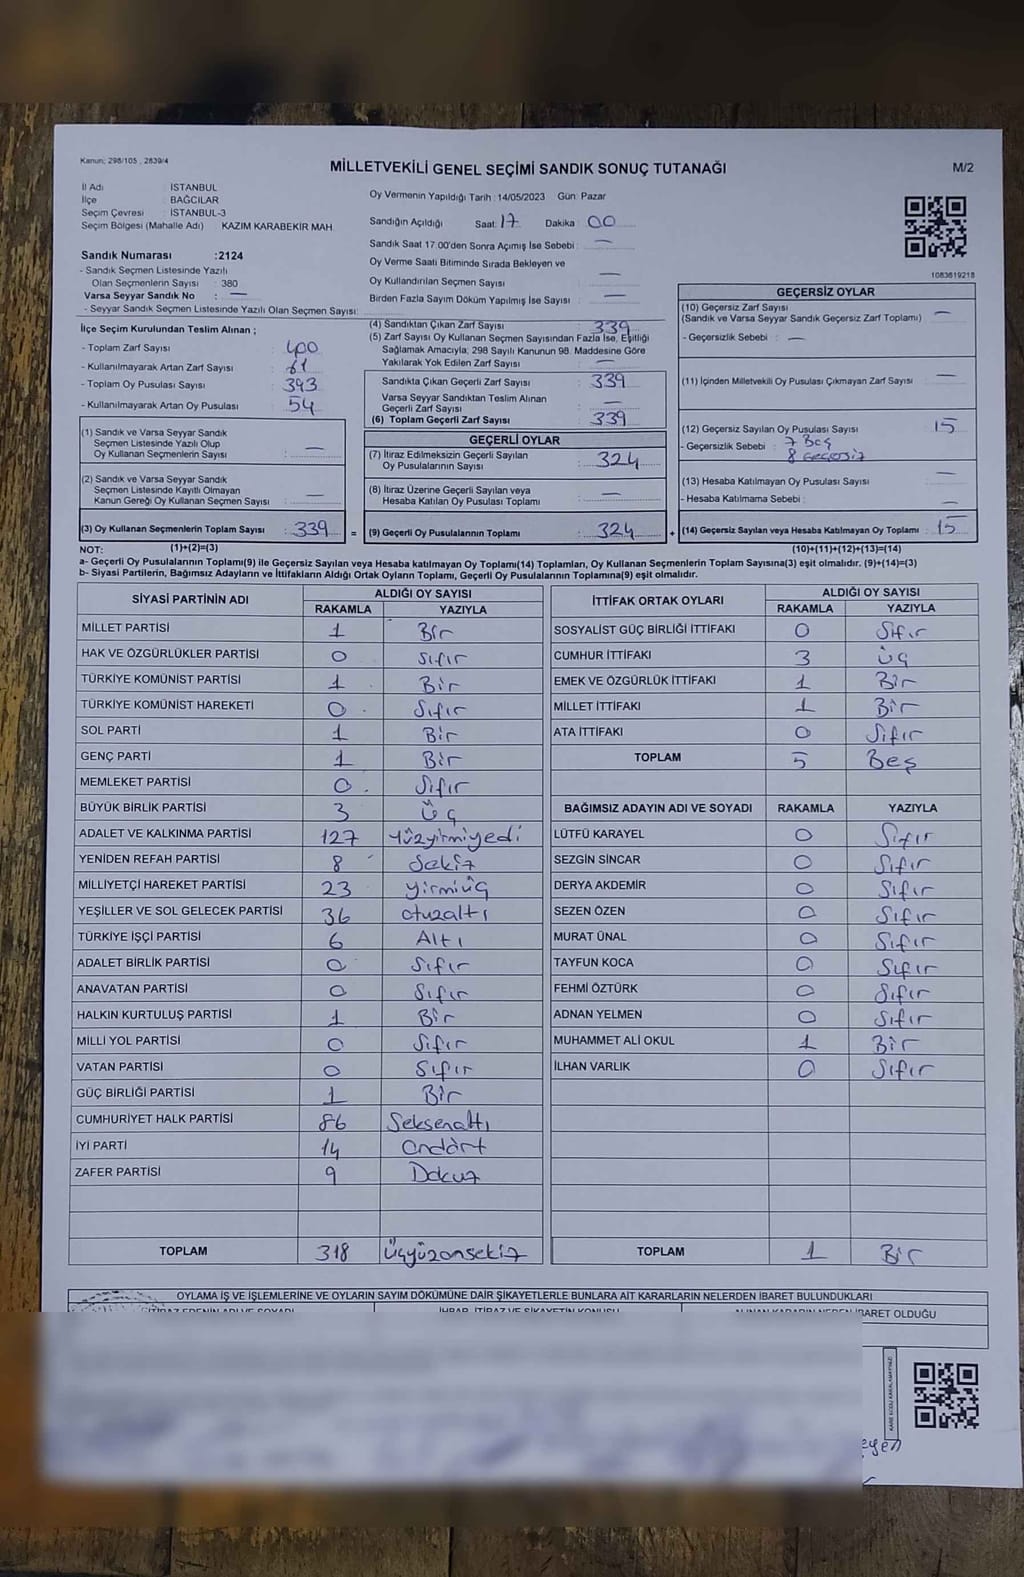 Kanun; 298/105 , 2839/4
MİLLETVEKİLİ GENEL SEÇİMİ SANDIK SONUÇ TUTANAĞI
M/2
İl Adı : İSTANBUL
İlçe : BAĞCILAR
Seçim Çevresi : İSTANBUL-3
Seçim Bölgesi (Mahalle Adı) : KAZIM KARABEKİR MAH.
Sandık Numarası :2124
- Sandık Seçmen Listesinde Yazılı
Olan Seçmenlerin Sayısı : 380
Varsa Seyyar Sandık No : —
- Seyyar Sandık Seçmen Listesinde Yazılı Olan Seçmen Sayısı:
Oy Vermenin Yapıldığı Tarih : 14/05/2023 Gün: Pazar
Sandığın Açıldığı Saat: 17 Dakika : 00
Sandık Saat 17:00'den Sonra Açımış İse Sebebi : —
Oy Verme Saati Bitiminde Sırada Bekleyen ve
Oy Kullandırılan Seçmen Sayısı : —
Birden Fazla Sayım Döküm Yapılmış İse Sayısı : —
1083619218
İlçe Seçim Kurulundan Teslim Alınan ;
- Toplam Zarf Sayısı : 400
- Kullanılmayarak Artan Zarf Sayısı : 61
- Toplam Oy Pusulası Sayısı : 393
- Kullanılmayarak Artan Oy Pusulası : 54
(1) Sandık ve Varsa Seyyar Sandık
Seçmen Listesinde Yazılı Olup
Oy Kullanan Seçmenlerin Sayısı : —
(2) Sandık ve Varsa Seyyar Sandık
Seçmen Listesinde Kayıtlı Olmayan
Kanun Gereği Oy Kullanan Seçmen Sayısı : —
(3) Oy Kullanan Seçmenlerin Toplam Sayısı : 339 =
(4) Sandıktan Çıkan Zarf Sayısı : 339
(5) Zarf Sayısı Oy Kullanan Seçmen Sayısından Fazla İse, Eşitliği
Sağlamak Amacıyla, 298 Sayılı Kanunun 98. Maddesine Göre
Yakılarak Yok Edilen Zarf Sayısı : —
Sandıkta Çıkan Geçerli Zarf Sayısı : 339
Varsa Seyyar Sandıktan Teslim Alınan
Geçerli Zarf Sayısı : —
(6) Toplam Geçerli Zarf Sayısı : 339
GEÇERLİ OYLAR
(7) İtiraz Edilmeksizin Geçerli Sayılan
Oy Pusulalarının Sayısı : 324
(8) İtiraz Üzerine Geçerli Sayılan veya
Hesaba Katılan Oy Pusulası Toplamı : —
(9) Geçerli Oy Pusulalarının Toplamı : 324 +
GEÇERSİZ OYLAR
(10) Geçersiz Zarf Sayısı
(Sandık ve Varsa Seyyar Sandık Geçersiz Zarf Toplamı) : —
- Geçersizlik Sebebi : —
(11) İçinden Milletvekili Oy Pusulası Çıkmayan Zarf Sayısı : —
(12) Geçersiz Sayılan Oy Pusulası Sayısı : 15
- Geçersizlik Sebebi : 7 Boş
8 Geçersiz
(13) Hesaba Katılmayan Oy Pusulası Sayısı : —
- Hesaba Katılmama Sebebi : —
(14) Geçersiz Sayılan veya Hesaba Katılmayan Oy Toplamı : 15
NOT: (1)+(2)=(3) (10)+(11)+(12)+(13)=(14)
a- Geçerli Oy Pusulalarının Toplamı(9) ile Geçersiz Sayılan veya Hesaba katılmayan Oy Toplamı(14) Toplamları, Oy Kullanan Seçmenlerin Toplam Sayısına(3) eşit olmalıdır. (9)+(14)=(3)
b- Siyasi Partilerin, Bağımsız Adayların ve İttifakların Aldığı Ortak Oyların Toplamı, Geçerli Oy Pusulalarının Toplamına(9) eşit olmalıdır.
SİYASİ PARTİNİN ADI ALDIĞI OY SAYISI
RAKAMLA YAZIYLA
MİLLET PARTİSİ 1 Bir
HAK VE ÖZGÜRLÜKLER PARTİSİ 0 Sıfır
TÜRKİYE KOMÜNİST PARTİSİ 1 Bir
TÜRKİYE KOMÜNİST HAREKETİ 0 Sıfır
SOL PARTİ 1 Bir
GENÇ PARTİ 1 Bir
MEMLEKET PARTİSİ 0 Sıfır
BÜYÜK BİRLİK PARTİSİ 3 Üç
ADALET VE KALKINMA PARTİSİ 127 Yüzyirmiyedi
YENİDEN REFAH PARTİSİ 8 Sekiz
MİLLİYETÇİ HAREKET PARTİSİ 23 Yirmiüç
YEŞİLLER VE SOL GELECEK PARTİSİ 36 otuzaltı
TÜRKİYE İŞÇİ PARTİSİ 6 Altı
ADALET BİRLİK PARTİSİ 0 Sıfır
ANAVATAN PARTİSİ 0 Sıfır
HALKIN KURTULUŞ PARTİSİ 1 Bir
MİLLİ YOL PARTİSİ 0 Sıfır
VATAN PARTİSİ 0 Sıfır
GÜÇ BİRLİĞİ PARTİSİ 1 Bir
CUMHURİYET HALK PARTİSİ 86 Seksenaltı
İYİ PARTİ 14 Ondört
ZAFER PARTİSİ 9 Dokuz
TOPLAM 318 Üçyüzonsekiz
İTTİFAK ORTAK OYLARI ALDIĞI OY SAYISI
RAKAMLA YAZIYLA
SOSYALİST GÜÇ BİRLİĞİ İTTİFAKI 0 Sıfır
CUMHUR İTTİFAKI 3 Üç
EMEK VE ÖZGÜRLÜK İTTİFAKI 1 Bir
MİLLET İTTİFAKI 1 Bir
ATA İTTİFAKI 0 Sıfır
TOPLAM 5 Beş
BAĞIMSIZ ADAYIN ADI VE SOYADI RAKAMLA YAZIYLA
LÜTFÜ KARAYEL 0 Sıfır
SEZGİN SİNCAR 0 Sıfır
DERYA AKDEMİR 0 Sıfır
SEZEN ÖZEN 0 Sıfır
MURAT ÜNAL 0 Sıfır
TAYFUN KOCA 0 Sıfır
FEHMİ ÖZTÜRK 0 Sıfır
ADNAN YELMEN 0 Sıfır
MUHAMMET ALİ OKUL 1 Bir
İLHAN VARLIK 0 Sıfır
TOPLAM 1 Bir
OYLAMA İŞ VE İŞLEMLERİNE VE OYLARIN SAYIM DÖKÜMÜNE DAİR ŞİKAYETLERLE BUNLARA AİT KARARLARIN NELERDEN İBARET BULUNDUKLARI
İTİRAZ EDENİN ADI VE SOYADI İHBAR, İTİRAZ VE ŞİKAYETİN KONUSU ALINAN KARARIN NEDEN İBARET OLDUĞU
KARE KODU KARALAMAYINIZ!